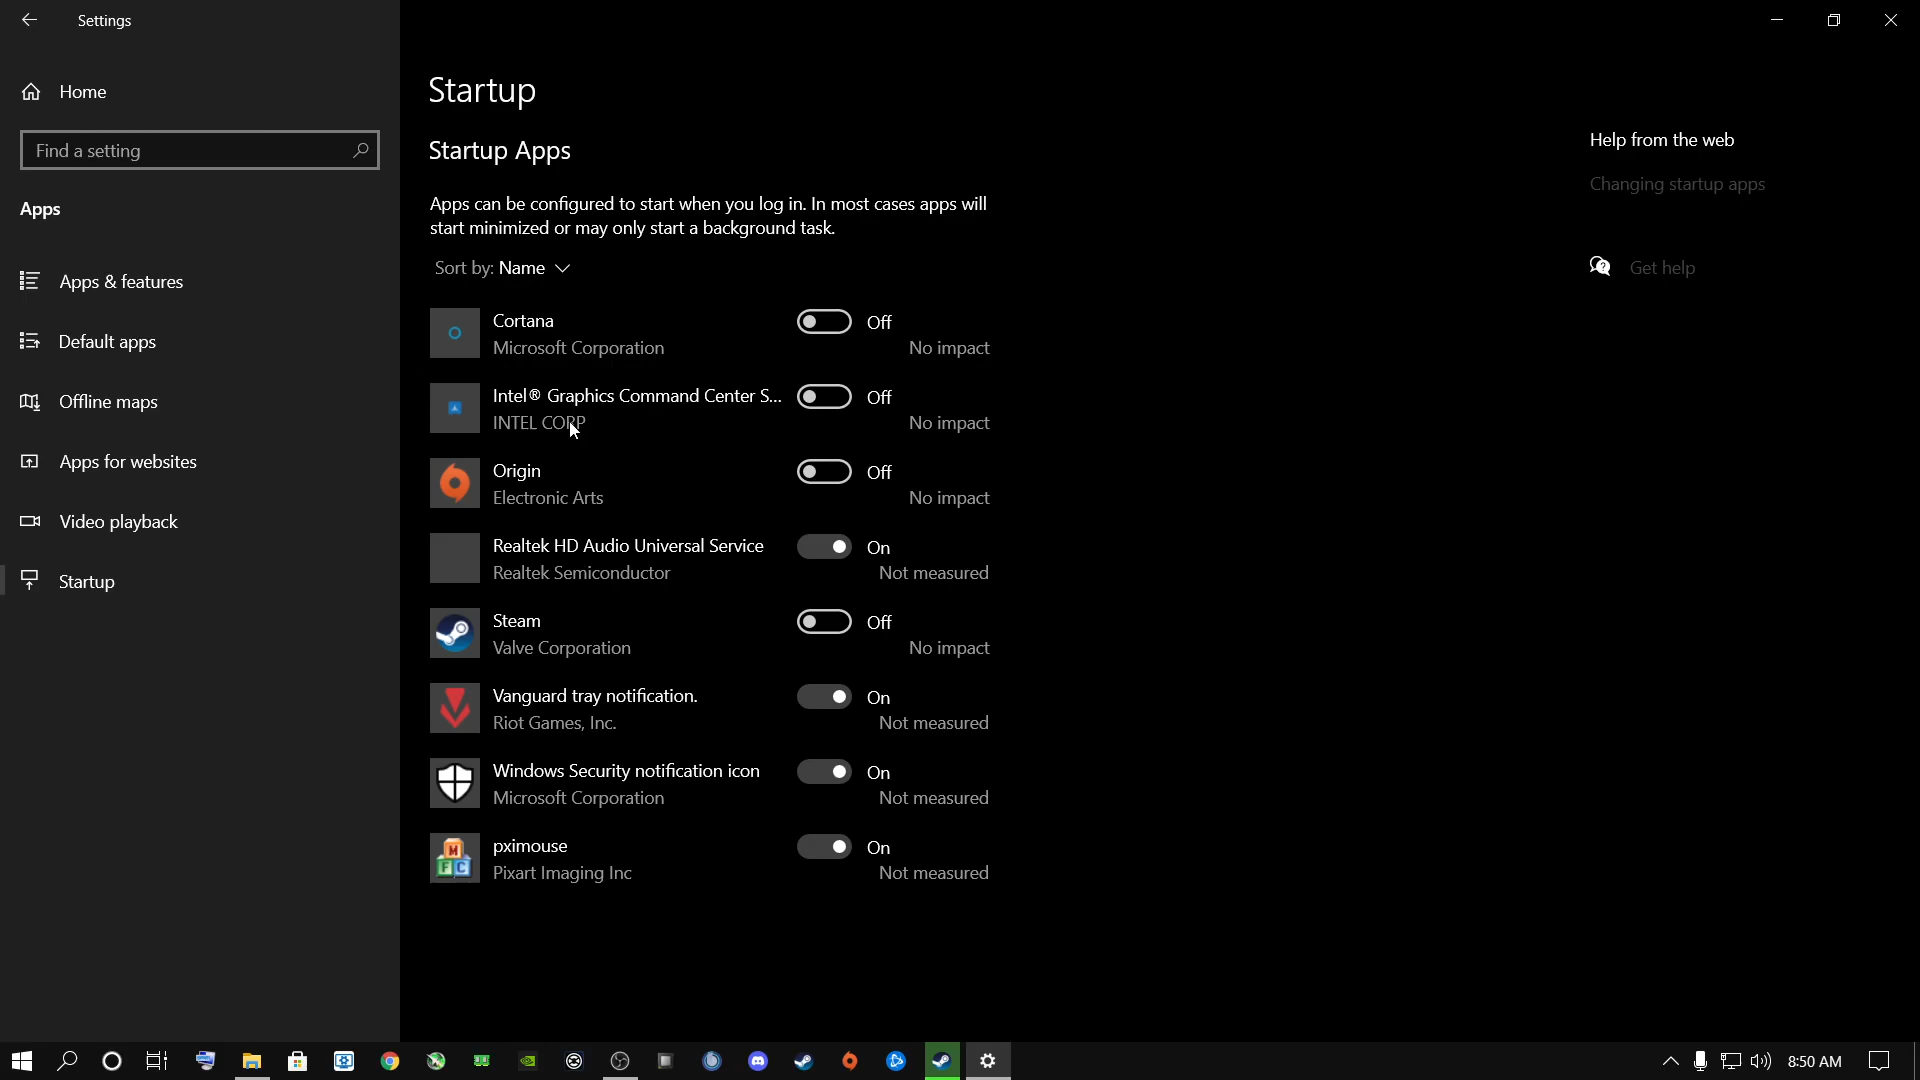 Settings
Home
Find a setting
Apps
Apps & features
Default apps
Offline maps
Apps for websites
Video playback
Startup
Startup
Startup Apps
Apps can be configured to start when you log in. In most cases apps will
start minimized or may only start a background task.
Sort by: Name
Cortana
Off
Microsoft Corporation
No impact
Intel® Graphics Command Center S...
Off
INTEL CORP
No impact
Origin
Off
Electronic Arts
No impact
Realtek HD Audio Universal Service
On
Realtek Semiconductor
Not measured
Steam
Off
Valve Corporation
No impact
Vanguard tray notification.
On
Riot Games, Inc.
Not measured
Windows Security notification icon
On
Microsoft Corporation
Not measured
M
F C
pximouse
On
Pixart Imaging Inc
Not measured
Help from the web
Changing startup apps
Get help
8:50 AM